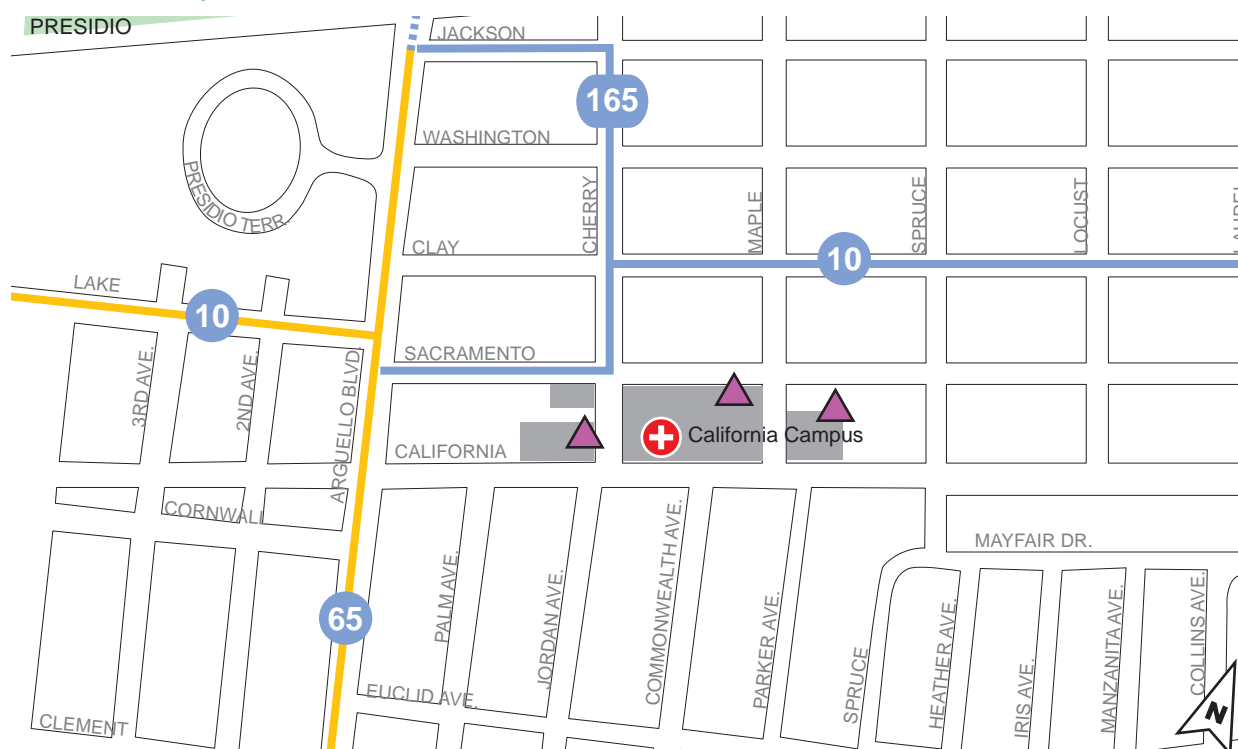 PRESIDIO
JACKSON
165
WASHINGTON
PRESIDIO TERR.
CHERRY
MAPLE
SPRUCE
LOCUST
CLAY
10
LAKE
10
SACRAMENTO
3RD AVE.
2ND AVE.
ARGUELLO BLVD.
California Campus
CALIFORNIA
CORNWALL
MAYFAIR DR.
65
PALM AVE.
JORDAN AVE.
COMMONWEALTH AVE.
PARKER AVE.
SPRUCE
HEATHER AVE.
IRIS AVE.
MANZANITA AVE.
COLLINS AVE.
EUCLID AVE.
CLEMENT
N